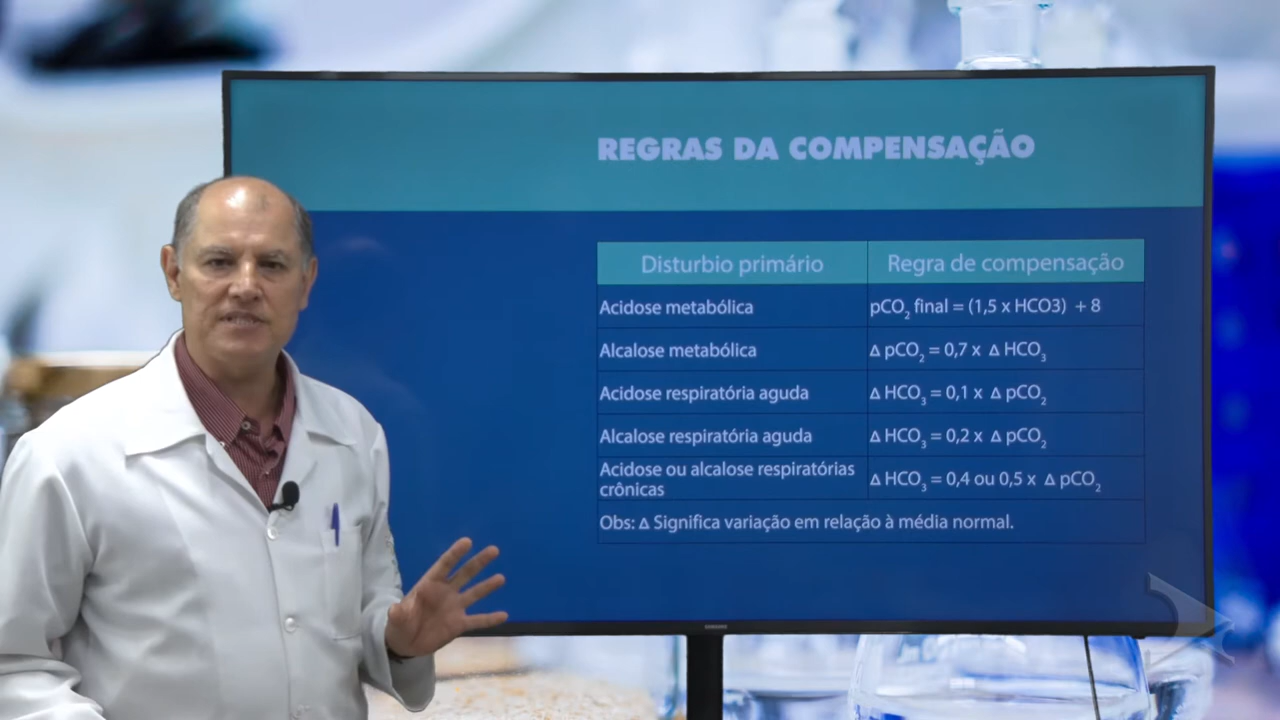 REGRAS DA COMPENSAÇÃO
Disturbio primário Regra de compensação
Acidose metabólica pCO₂ final = (1,5 x HCO3) + 8
Alcalose metabólica Δ pCO₂ = 0,7 x Δ HCO₃
Acidose respiratória aguda Δ HCO₃ = 0,1 x Δ pCO₂
Alcalose respiratória aguda Δ HCO₃ = 0,2 x Δ pCO₂
Acidose ou alcalose respiratórias
crônicas Δ HCO₃ = 0,4 ou 0,5 x Δ pCO₂
Obs: Δ Significa variação em relação à média normal.
SAMSUNG